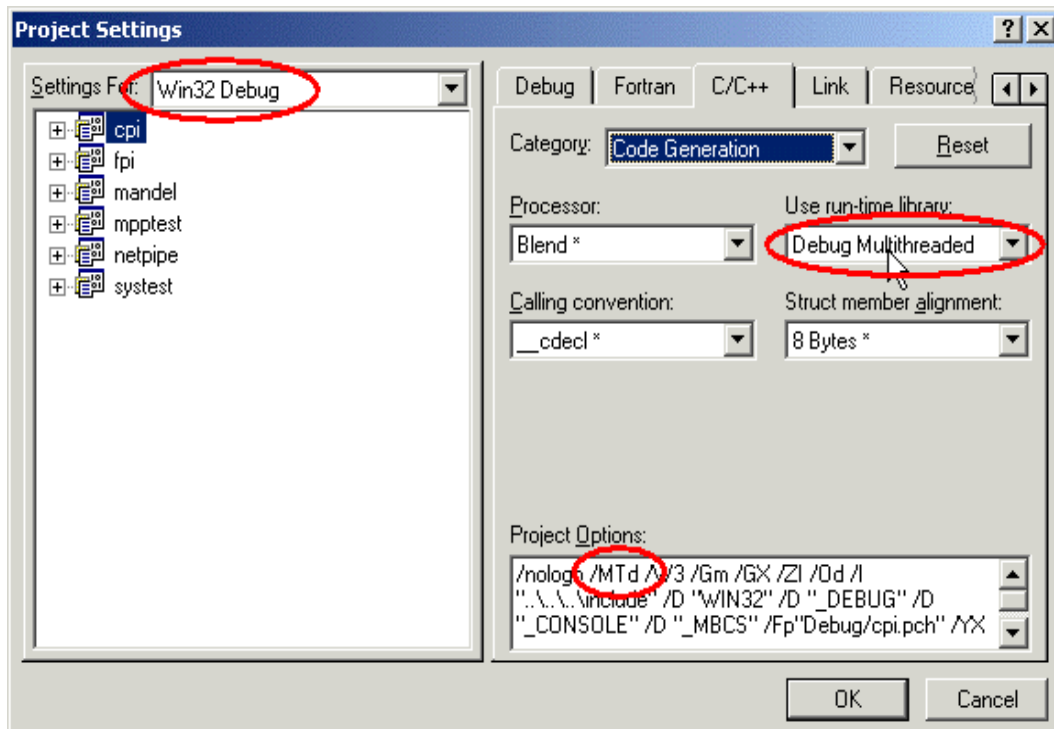 Project Settings
Settings For: Win32 Debug
cpi
fpi
mandel
mpptest
netpipe
systest
Debug Fortran C/C++ Link Resource
Category: Code Generation Reset
Processor: Use run-time library:
Blend * Debug Multithreaded
Calling convention: Struct member alignment:
__cdecl * 8 Bytes *
Project Options:
/nologo /MTd /W3 /Gm /GX /ZI /Od /I
"..\..\..\include" /D "WIN32" /D "_DEBUG" /D
"_CONSOLE" /D "_MBCS" /Fp"Debug/cpi.pch" /YX
OK Cancel